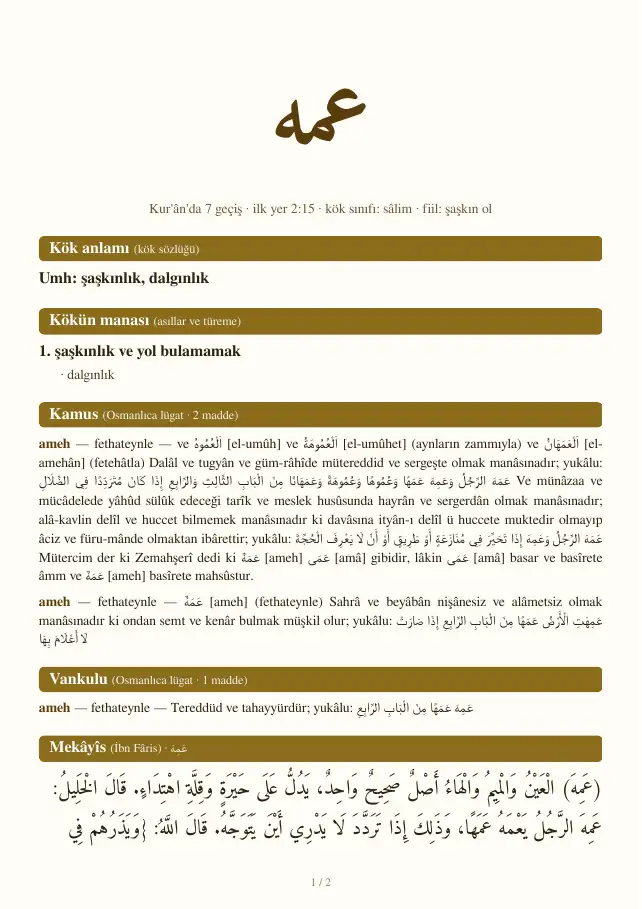 عمه
Kur'ân'da 7 geçiş · ilk yer 2:15 · kök sınıfı: sâlim · fiil: şaşkın ol
Kök anlamı (kök sözlüğü)
Umh: şaşkınlık, dalgınlık
Kökün manası (asıllar ve türeme)
1. şaşkınlık ve yol bulamamak
· dalgınlık
Kamus (Osmanlıca lügat · 2 madde)
ameh — fethateynle — ve اَلْعُمُوهُ [el-umûh] ve اَلْعُمُوهَةُ [el-umûhet] (aynların zammıyla) ve اَلْعَمَهَانُ [el-
amehân] (fetehâtla) Dalâl ve tugyân ve güm-râhîde mütereddid ve sergeşte olmak manâsınadır; yukâlu:
عَمَهَ الرَّجُلُ وَعَمِهَ عَمَهًا وَعُمُوهًا وَعُمُوهَةً وَعَمَهَانًا مِنَ الْبَابِ الثَّالِثِ وَالرَّابِعِ إِذَا كَانَ مُتَرَدِّدًا فِي الضَّلَالِ Ve münâzaa ve
mücâdelede yâhûd sülûk edeceği tarîk ve meslek husûsunda hayrân ve sergerdân olmak manâsınadır;
alâ-kavlin delîl ve huccet bilmemek manâsınadır ki davâsına ityân-ı delîl ü huccete muktedir olmayıp
âciz ve füru-mânde olmaktan ibârettir; yukâlu: عَمَهَ الرَّجُلُ وَعَمِهَ إِذَا تَحَيَّرَ فِي مُنَازَعَةٍ أَوْ طَرِيقٍ أَوْ أَنْ لَا يَعْرِفَ الْحُجَّةَ
Mütercim der ki Zemahşerî dedi ki عَمَهٌ [ameh] عَمَى [amâ] gibidir, lâkin عَمَى [amâ] basar ve basîrete
âmm ve عَمَهٌ [ameh] basîrete mahsûstur.
ameh — fethateynle — عَمَهٌ [ameh] (fethateynle) Sahrâ ve beyâbân nişânesiz ve alâmetsiz olmak
manâsınadır ki ondan semt ve kenâr bulmak müşkil olur; yukâlu: عَمِهَتِ الْأَرْضُ عَمَهًا مِنَ الْبَابِ الرَّابِعِ إِذَا صَارَتْ
لَا أَعْلَامَ بِهَا
Vankulu (Osmanlıca lügat · 1 madde)
ameh — fethateynle — Tereddüd ve tahayyürdür; yukâlu: عَمِهَ عَمَهًا مِنَ الْبَابِ الرَّابِعِ
Mekâyîs (İbn Fâris) · عَمِهَ
(عَمِهَ) الْعَيْنُ وَالْمِيمُ وَالْهَاءُ أَصْلٌ صَحِيحٌ وَاحِدٌ، يَدُلُّ عَلَى حَيْرَةٍ وَقِلَّةِ اهْتِدَاءٍ. قَالَ الْخَلِيلُ:
عَمِهَ الرَّجُلُ يَعْمَهُ عَمَهًا، وَذَلِكَ إِذَا تَرَدَّدَ لَا يَدْرِي أَيْنَ يَتَوَجَّهُ. قَالَ اللَّهُ: {وَيَذَرُهُمْ فِي
1 / 2